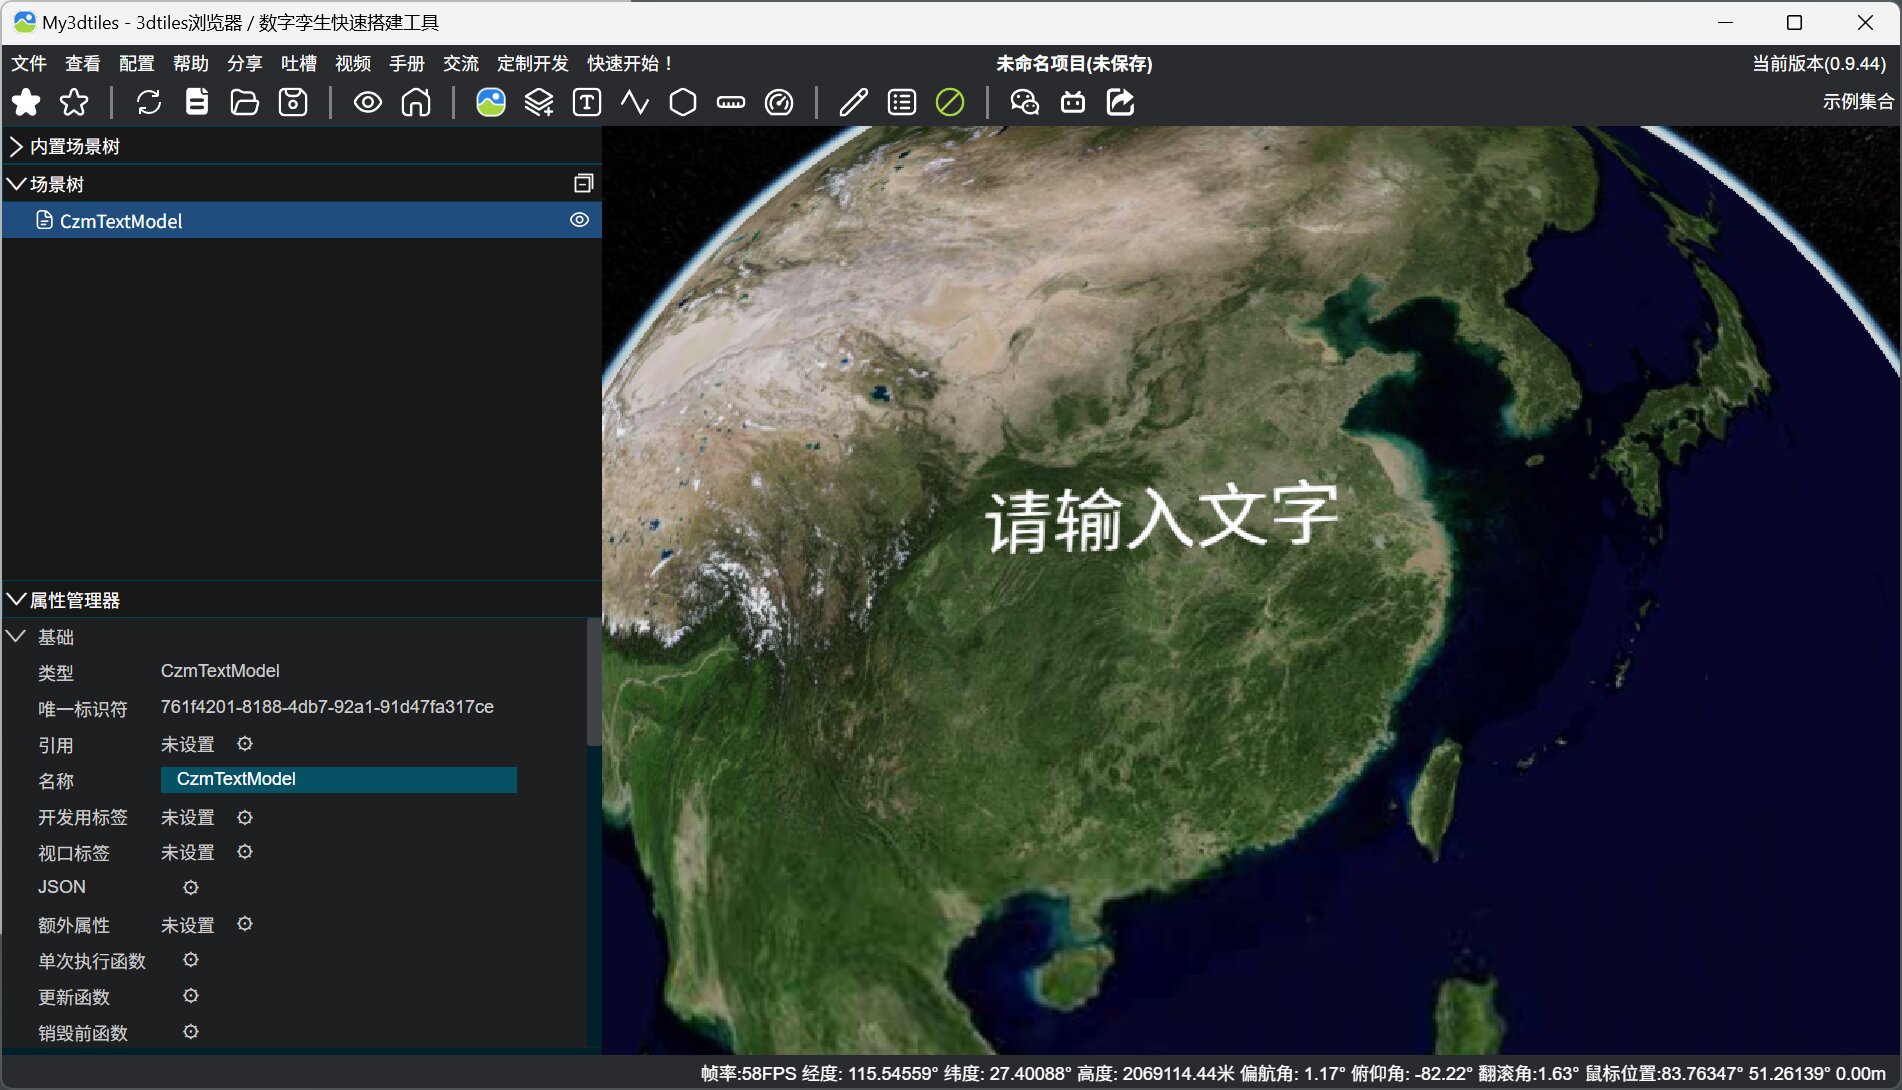 My3dtiles - 3dtiles浏览器 / 数字孪生快速搭建工具
文件 查看 配置 帮助 分享 吐槽 视频 手册 交流 定制开发 快速开始！ 未命名项目(未保存) 当前版本(0.9.44)
示例集合
内置场景树
场景树
CzmTextModel
请输入文字
属性管理器
基础
类型 CzmTextModel
唯一标识符 761f4201-8188-4db7-92a1-91d47fa317ce
引用 未设置
名称 CzmTextModel
开发用标签 未设置
视口标签 未设置
JSON
额外属性 未设置
单次执行函数
更新函数
销毁前函数
帧率:58FPS 经度: 115.54559° 纬度: 27.40088° 高度: 2069114.44米 偏航角: 1.17° 俯仰角: -82.22° 翻滚角:1.63° 鼠标位置:83.76347° 51.26139° 0.00m